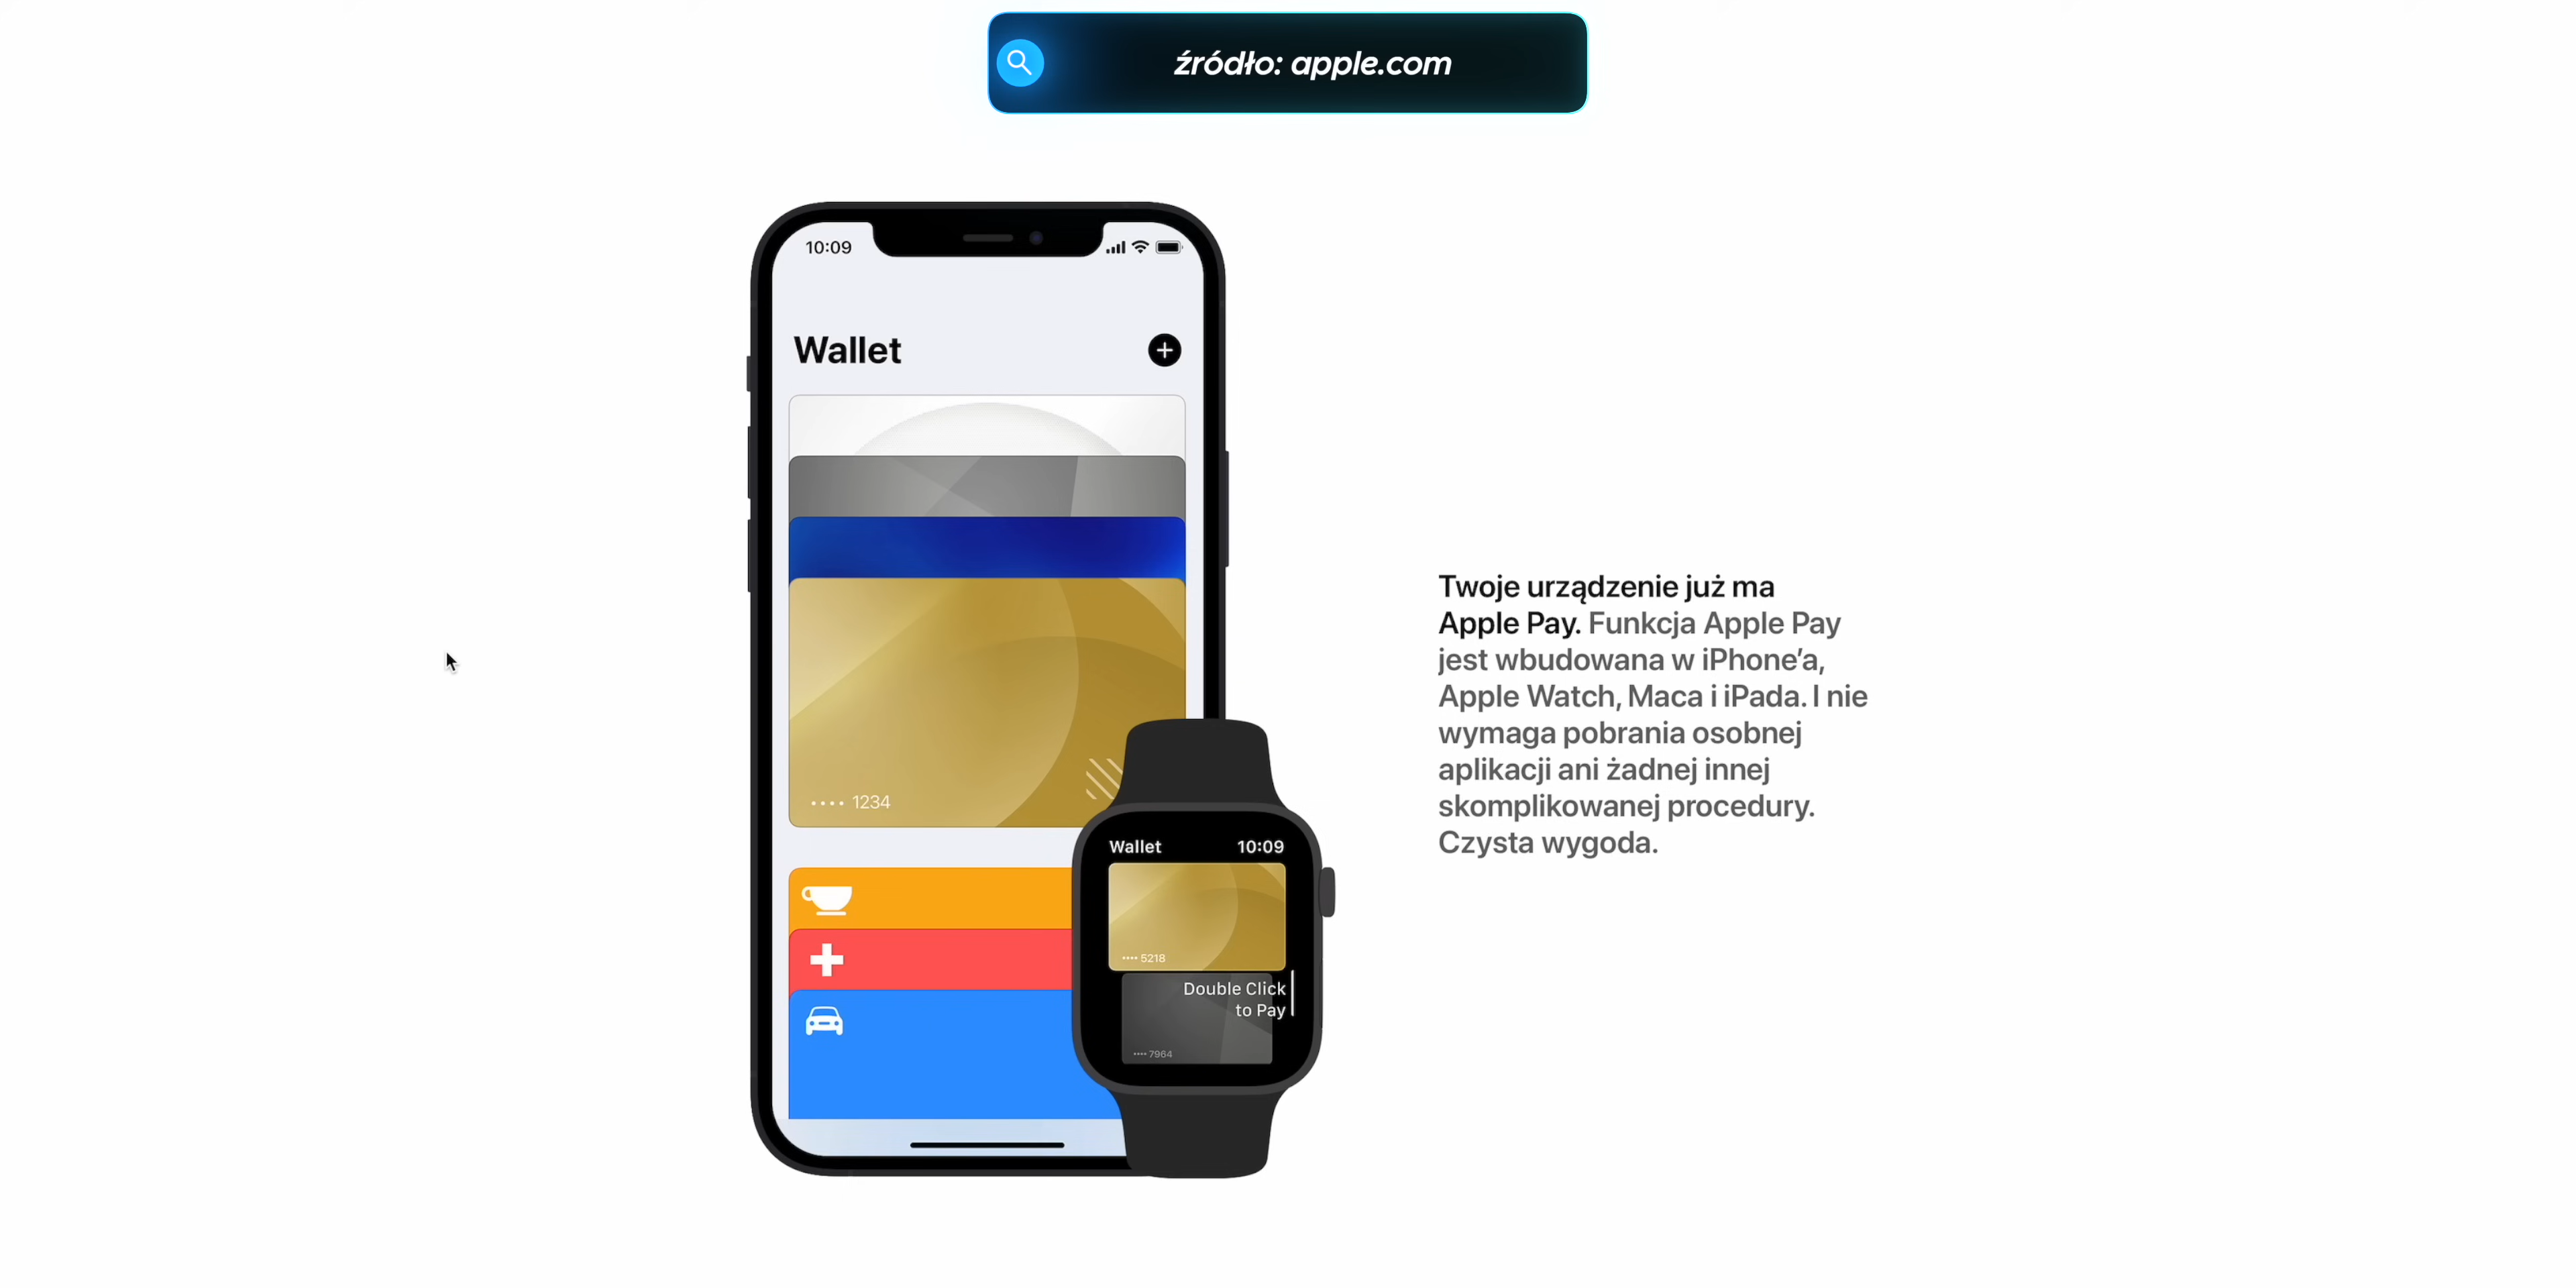 źródło: apple.com
10:09
Wallet
•••• 1234
Wallet 10:09
•••• 5218
Double Click
to Pay
•••• 7964
Twoje urządzenie już ma
Apple Pay. Funkcja Apple Pay
jest wbudowana w iPhone’a,
Apple Watch, Maca i iPada. I nie
wymaga pobrania osobnej
aplikacji ani żadnej innej
skomplikowanej procedury.
Czysta wygoda.